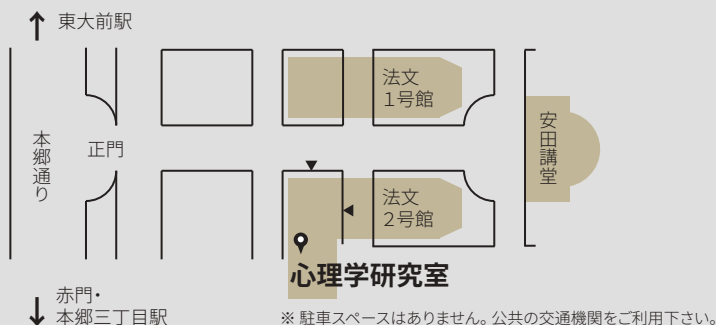 東大前駅
法文
１号館
安田講堂
本郷通り
正門
法文
２号館
心理学研究室
赤門・
本郷三丁目駅
※ 駐車スペースはありません。公共の交通機関をご利用下さい。